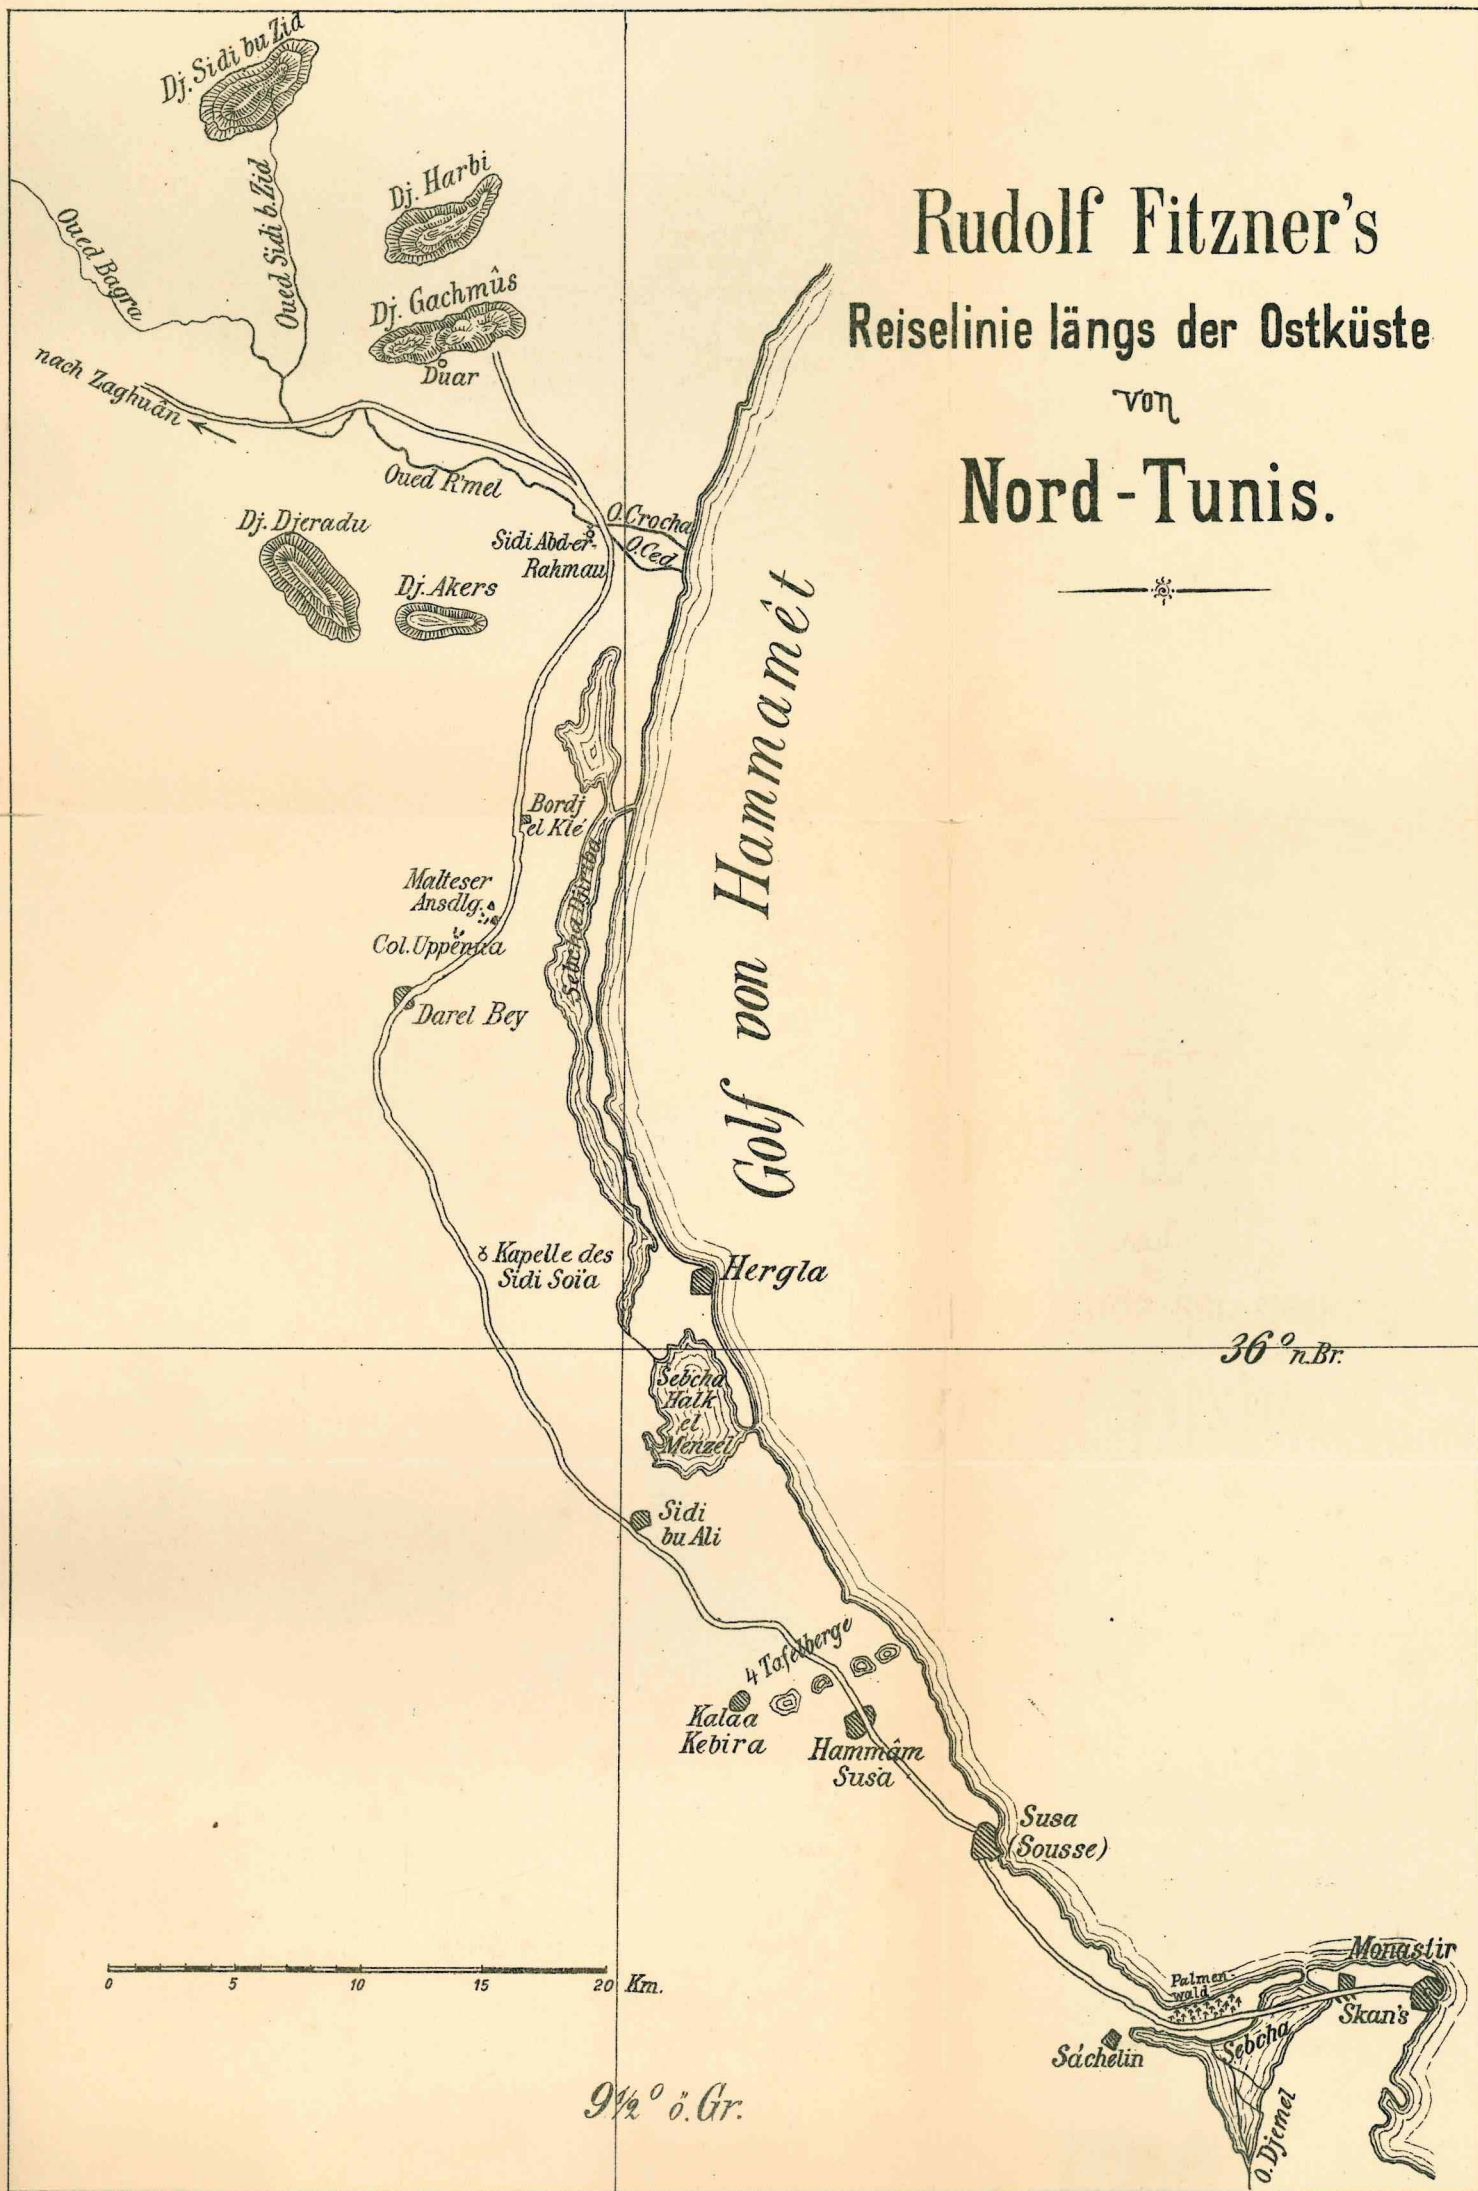 Rudolf Fitzner's
Reiselinie längs der Ostküste
von
Nord-Tunis.
Dj. Sidi bu Zid
Dj. Harbi
Oued Bagra
Oued Sidi b. Zid
Dj. Gachmûs
Dûar
nach Zaghuân
Oued R'mel
Dj. Djeradu
O. Crocha
Sidi Abd-er-
Rahmau
O. Ced
Dj. Akers
Golf von Hammamêt
Bordj
el Klé
Sebcha Djiriba
Malteser
Ansdlg.
Col. Uppenna
Darel Bey
Kapelle des
Sidi Soïa
Hergla
36° n. Br.
Sebcha
Halk
el
Menzel
Sidi
bu Ali
4 Tafelberge
Kalaa
Kebira
Hammâm
Susa
Susa
(Sousse)
Monastir
Palmen-
wald
Skan's
Sebcha
Sáchelin
O. Djemel
0 5 10 15 20 Km.
9½° ö. Gr.